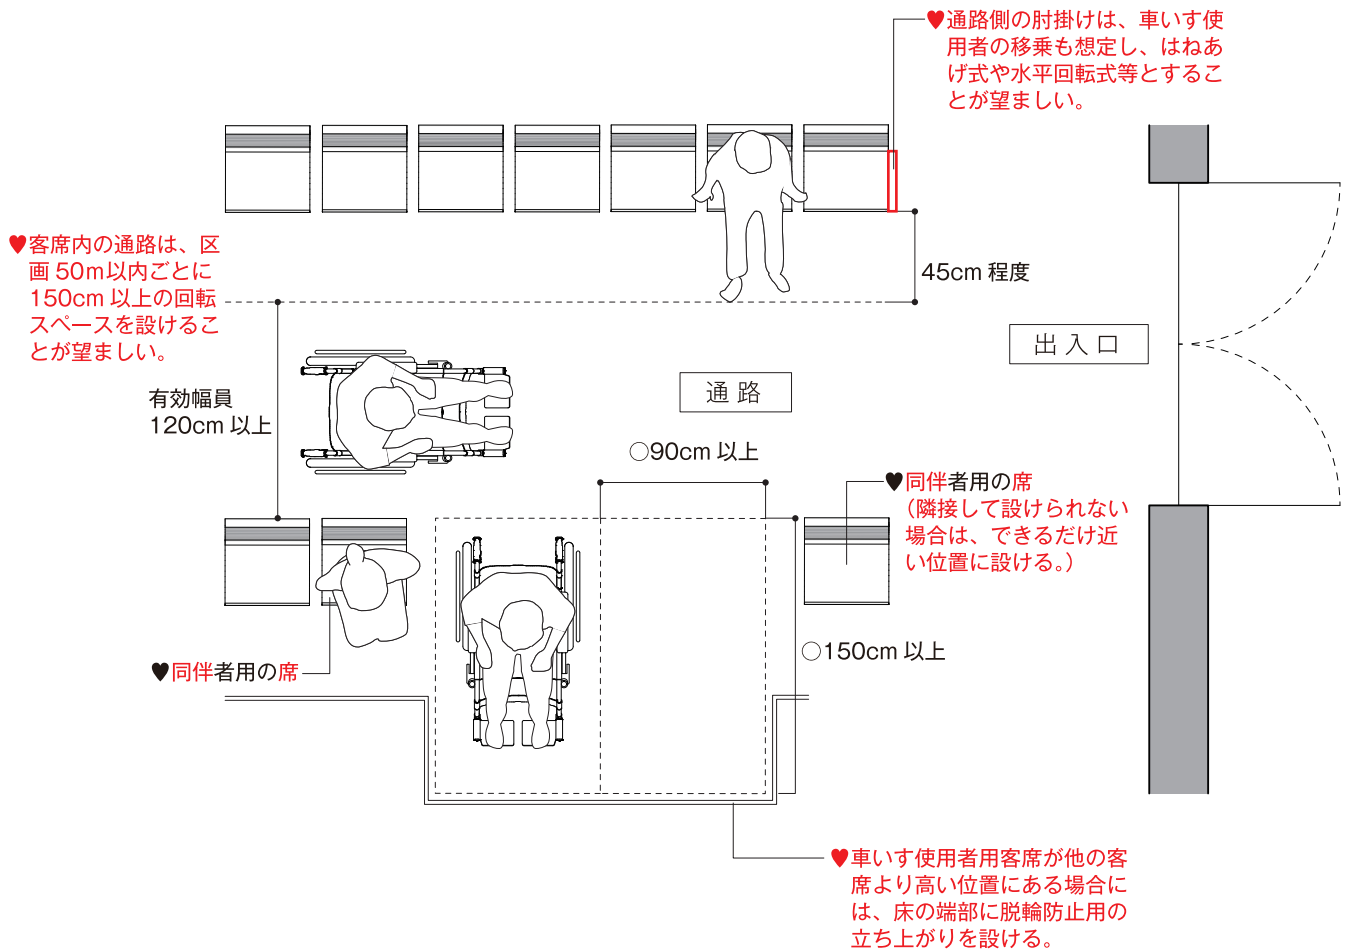 ♥通路側の肘掛けは、車いす使
用者の移乗も想定し、はねあ
げ式や水平回転式等とするこ
とが望ましい。
♥客席内の通路は、区
画50m以内ごとに
150cm以上の回転
スペースを設けるこ
とが望ましい。
45cm 程度
出入口
通路
有効幅員
120cm 以上
○90cm 以上
♥同伴者用の席
（隣接して設けられない
場合は、できるだけ近
い位置に設ける。）
○150cm 以上
♥同伴者用の席
♥車いす使用者用客席が他の客
席より高い位置にある場合に
は、床の端部に脱輪防止用の
立ち上がりを設ける。